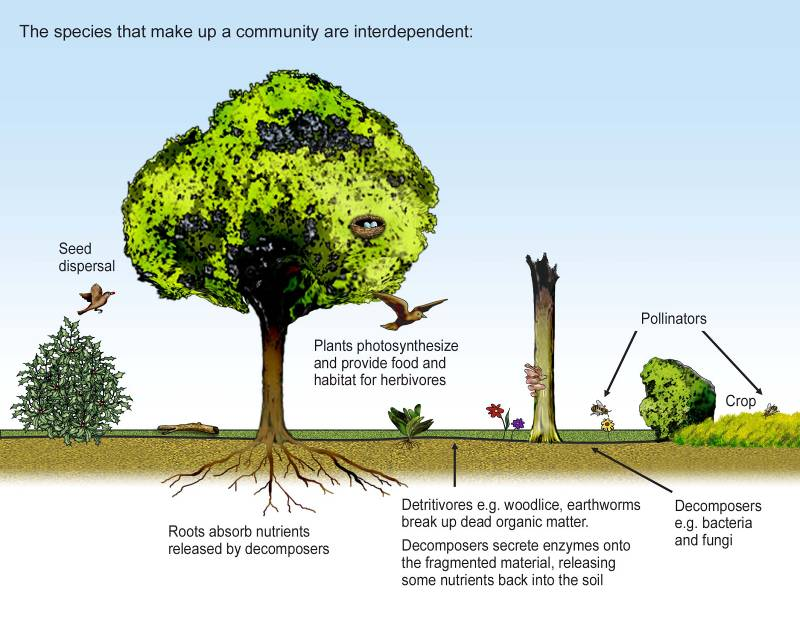 The species that make up a community are interdependent:
Seed
dispersal
Pollinators
Plants photosynthesize
and provide food and
habitat for herbivores
Crop
Roots absorb nutrients
released by decomposers
Detritivores e.g. woodlice, earthworms
break up dead organic matter.
Decomposers secrete enzymes onto
the fragmented material, releasing
some nutrients back into the soil
Decomposers
e.g. bacteria
and fungi